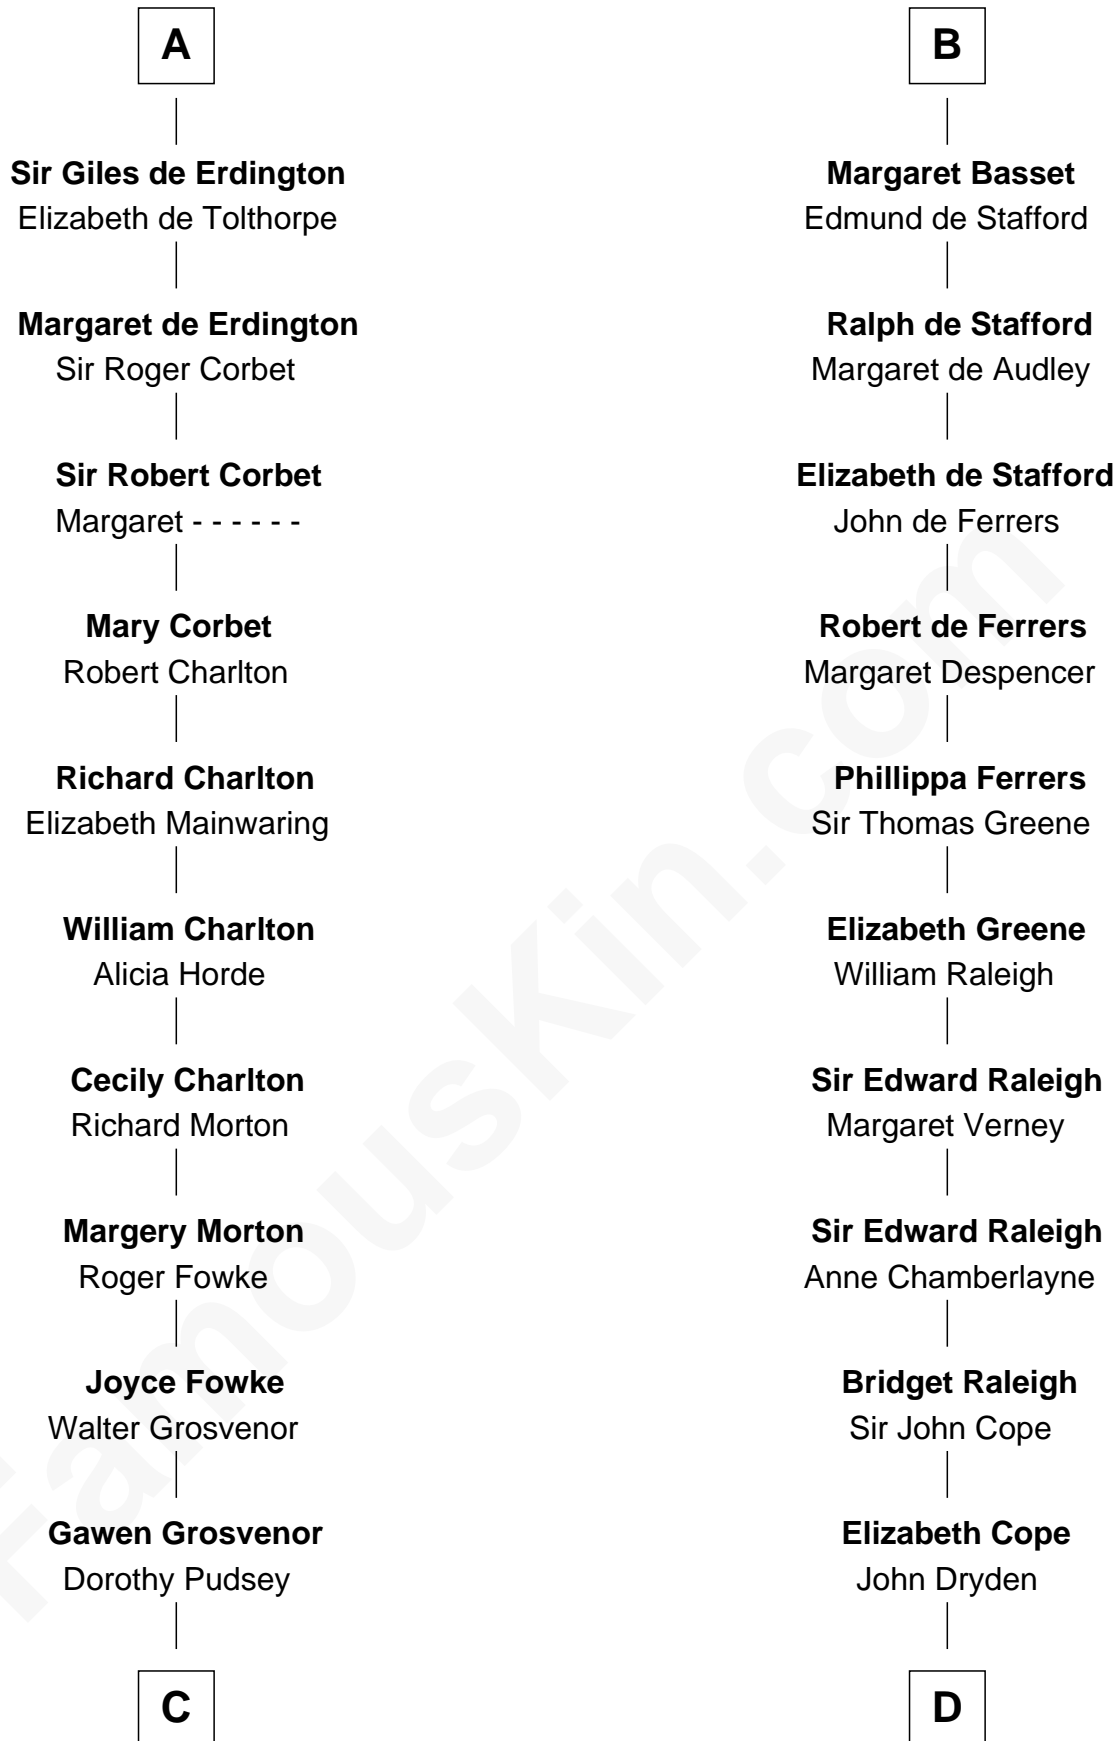 A
Sir Giles de Erdington
Elizabeth de Tolthorpe
Margaret de Erdington
Sir Roger Corbet
Sir Robert Corbet
Margaret - - - - - -
Mary Corbet
Robert Charlton
Richard Charlton
Elizabeth Mainwaring
William Charlton
Alicia Horde
Cecily Charlton
Richard Morton
Margery Morton
Roger Fowke
Joyce Fowke
Walter Grosvenor
Gawen Grosvenor
Dorothy Pudsey
C
B
Margaret Basset
Edmund de Stafford
Ralph de Stafford
Margaret de Audley
Elizabeth de Stafford
John de Ferrers
Robert de Ferrers
Margaret Despencer
Phillippa Ferrers
Sir Thomas Greene
Elizabeth Greene
William Raleigh
Sir Edward Raleigh
Margaret Verney
Sir Edward Raleigh
Anne Chamberlayne
Bridget Raleigh
Sir John Cope
Elizabeth Cope
John Dryden
D
FamousKin.com